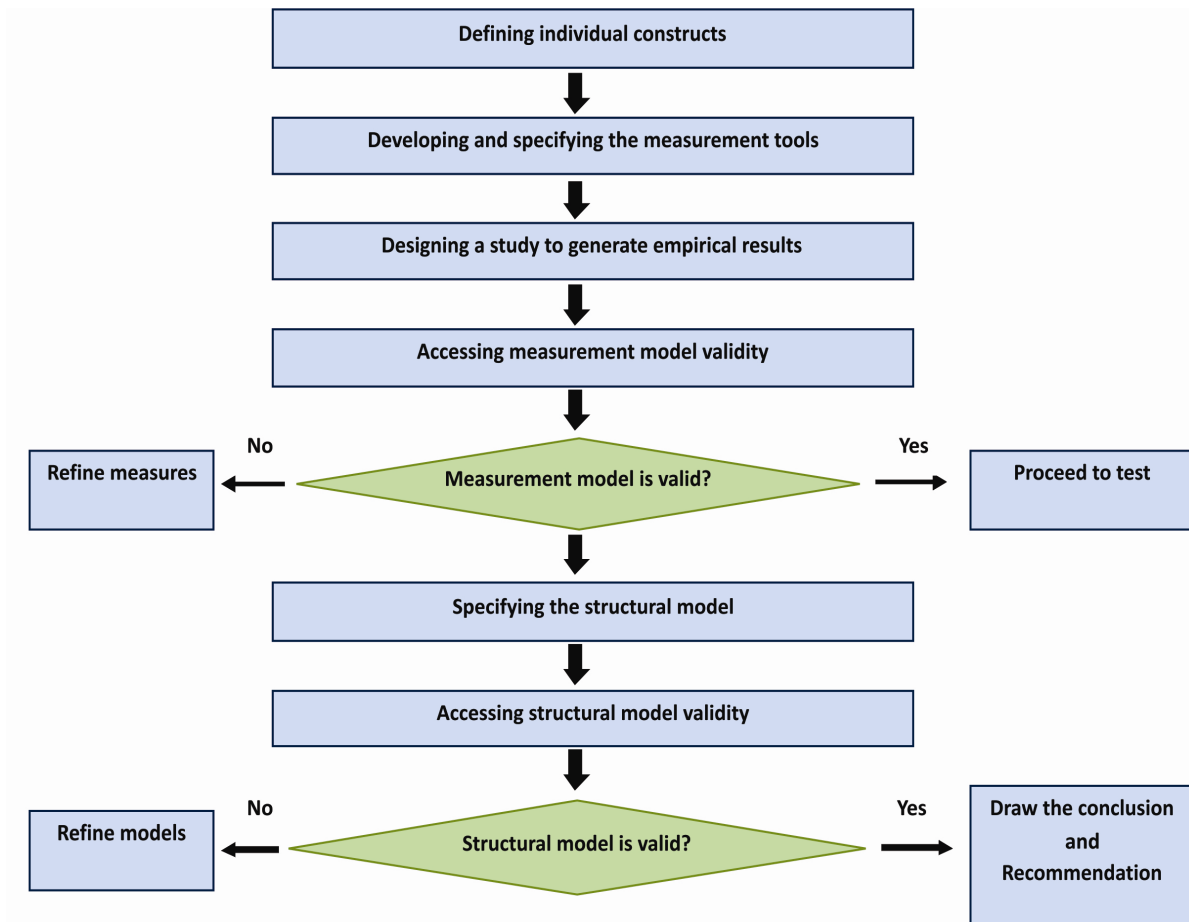 Defining individual constructs
Developing and specifying the measurement tools
Designing a study to generate empirical results
Accessing measurement model validity
No
Yes
Refine measures
Measurement model is valid?
Proceed to test
Specifying the structural model
Accessing structural model validity
No
Yes
Refine models
Structural model is valid?
Draw the conclusion
and
Recommendation